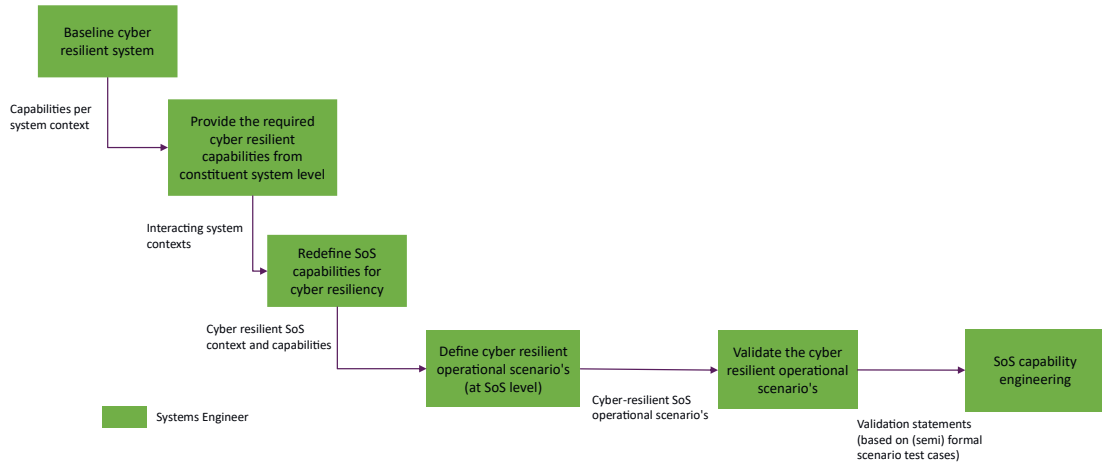 Baseline cyber
resilient system
Capabilities per
system context
Provide the required
cyber resilient
capabilities from
constituent system level
Interacting system
contexts
Redefine SoS
capabilities for
cyber resiliency
Cyber resilient SoS
context and capabilities
Define cyber resilient
operational scenario's
(at SoS level)
Cyber-resilient SoS
operational scenario's
Validate the cyber
resilient operational
scenario's
Validation statements
(based on (semi) formal
scenario test cases)
SoS capability
engineering
Systems Engineer